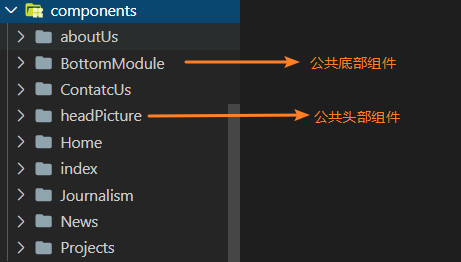 components
aboutUs
BottomModule 公共底部组件
ContatcUs
headPicture 公共头部组件
Home
index
Journalism
News
Projects